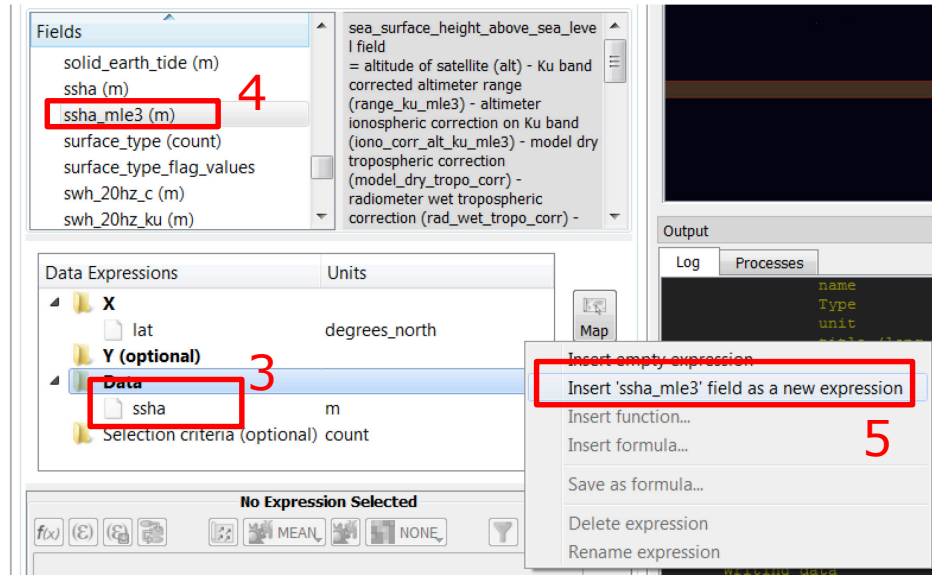 Fields
solid_earth_tide (m)
ssha (m)
4
ssha_mle3 (m)
surface_type (count)
surface_type_flag_values
swh_20hz_c (m)
swh_20hz_ku (m)
sea_surface_height_above_sea_leve
l field
= altitude of satellite (alt) - Ku band
corrected altimeter range
(range_ku_mle3) - altimeter
ionospheric correction on Ku band
(iono_corr_alt_ku_mle3) - model dry
tropospheric correction
(model_dry_tropo_corr) -
radiometer wet tropospheric
correction (rad_wet_tropo_corr) -
Output
Log Processes
name
Type
unit
Data Expressions Units
X
lat degrees_north
Y (optional)
3
Data
ssha m
Selection criteria (optional) count
Map
Insert empty expression
Insert 'ssha_mle3' field as a new expression
Insert function...
5
Insert formula...
Save as formula...
Delete expression
Rename expression
No Expression Selected
f(x) (ε) (ε) MEAN NONE
writing data